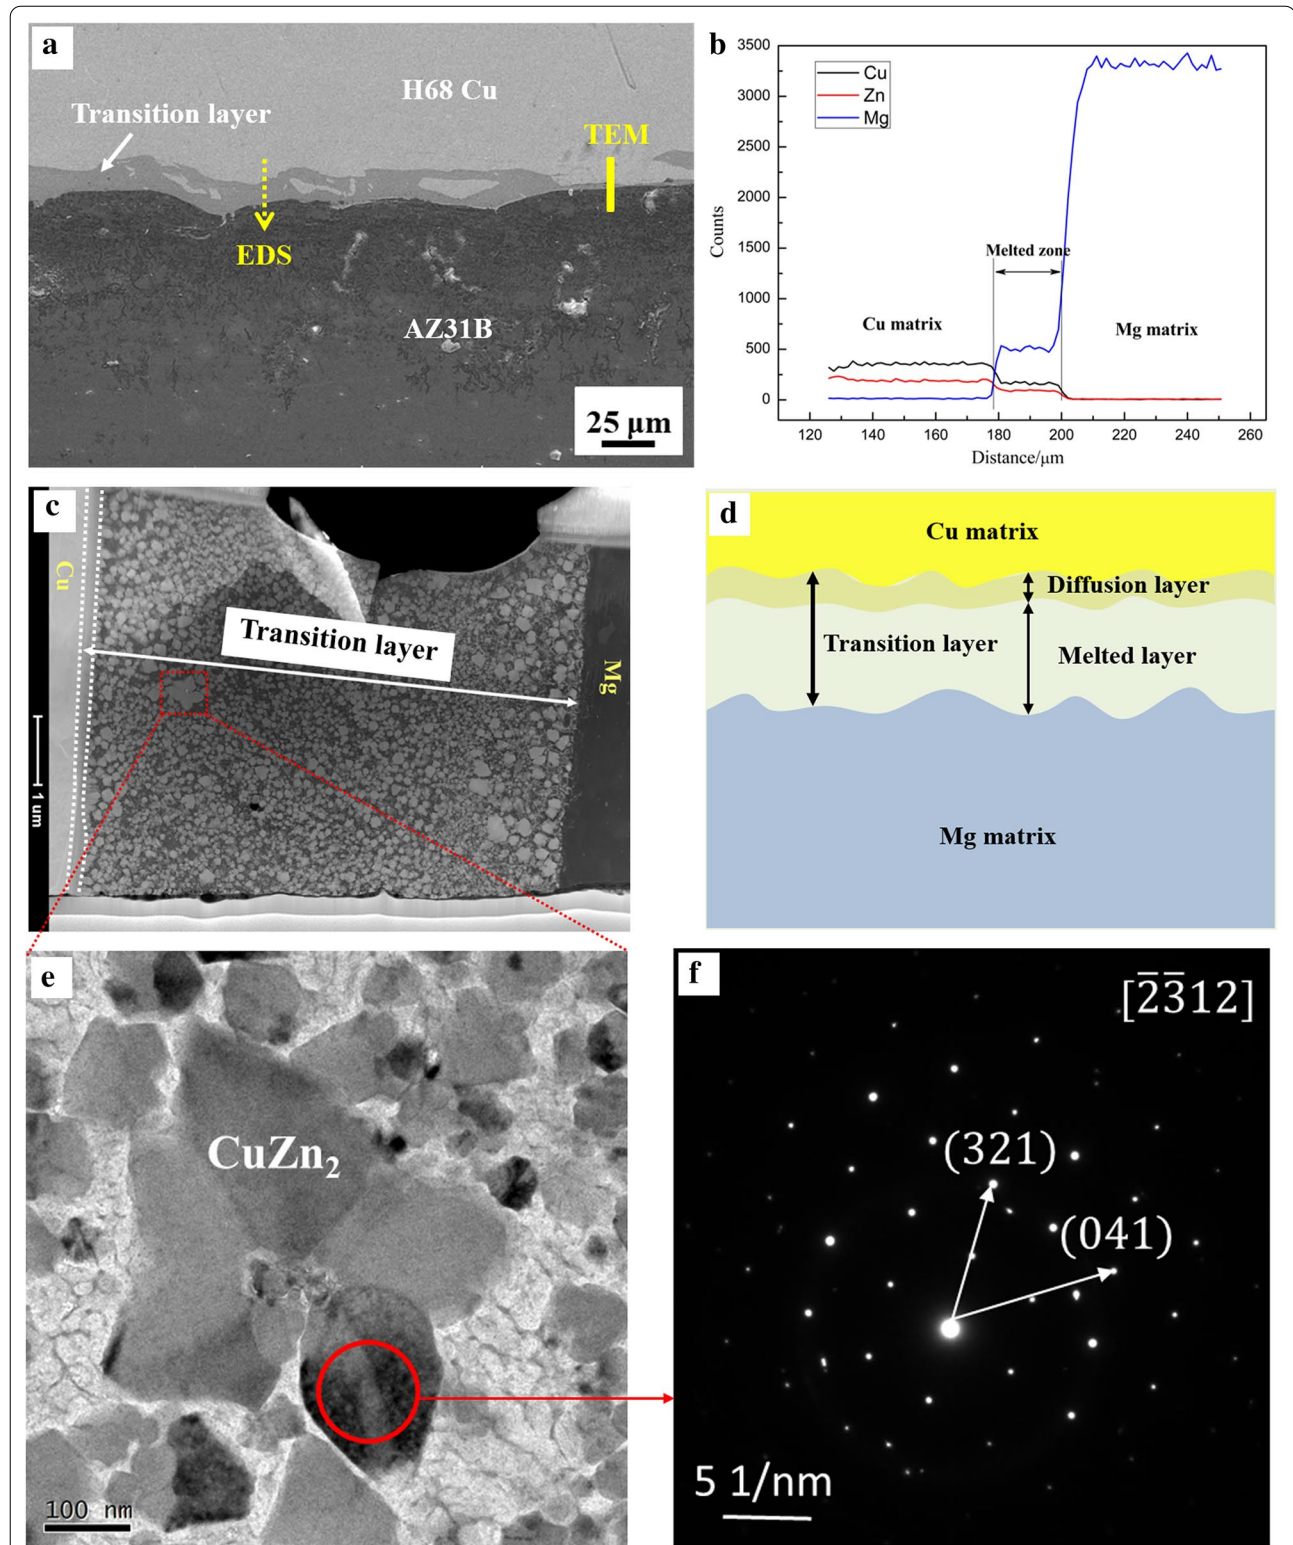 a
H68 Cu
Transition layer
TEM
EDS
AZ31B
25 μm
b
3500
3000
2500
2000
1500
1000
500
0
Counts
Cu
Zn
Mg
Melted zone
Cu matrix
Mg matrix
120 140 160 180 200 220 240 260
Distance/μm
c
Cu
Transition layer
Mg
1 um
d
Cu matrix
Diffusion layer
Transition layer
Melted layer
Mg matrix
e
CuZn₂
100 nm
f
[2̅3̅12]
(321)
(041)
5 1/nm